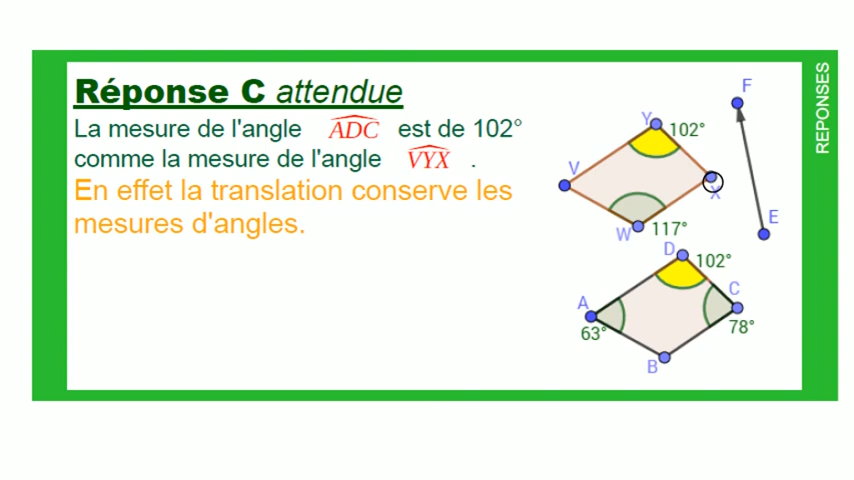 Réponse C attendue
La mesure de l'angle ADC est de 102°
comme la mesure de l'angle VYX .
En effet la translation conserve les
mesures d'angles.
REPONSES
F
Y
102°
V
X
E
W
117°
D
102°
C
A
63°
78°
B